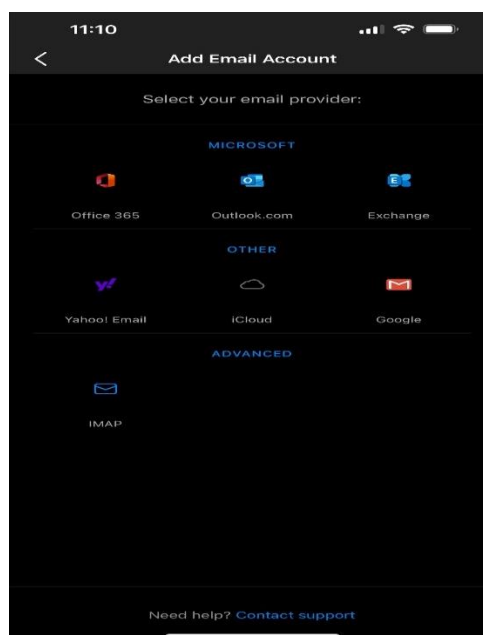 11:10
Add Email Account
Select your email provider:
MICROSOFT
Office 365 Outlook.com Exchange
OTHER
Yahoo! Email iCloud Google
ADVANCED
IMAP
Need help? Contact support